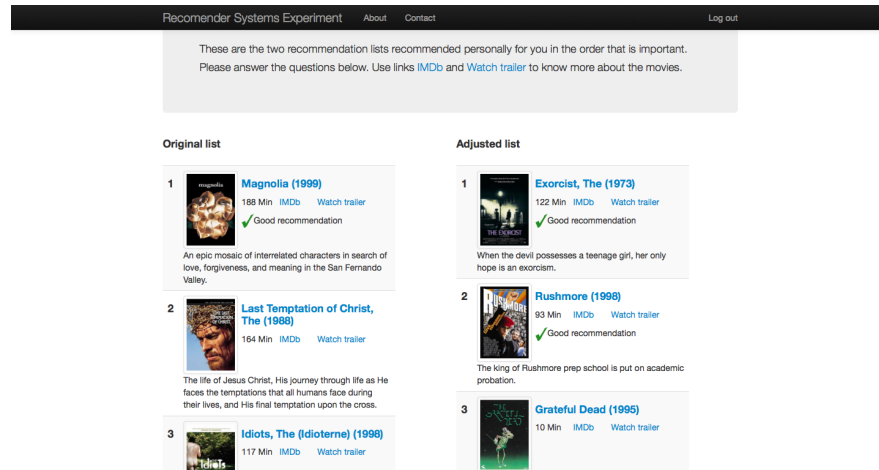 Recomender Systems Experiment About Contact Log out
These are the two recommendation lists recommended personally for you in the order that is important.
Please answer the questions below. Use links IMDb and Watch trailer to know more about the movies.
Original list
1
magnolia
Magnolia (1999)
188 Min IMDb Watch trailer
Good recommendation
An epic mosaic of interrelated characters in search of
love, forgiveness, and meaning in the San Fernando
Valley.
2
Last Temptation of Christ,
The (1988)
164 Min IMDb Watch trailer
The life of Jesus Christ, His journey through life as He
faces the temptations that all humans face during
their lives, and His final temptation upon the cross.
3
Idiots
Idiots, The (Idioterne) (1998)
117 Min IMDb Watch trailer
Adjusted list
1
THE EXORCIST
Exorcist, The (1973)
122 Min IMDb Watch trailer
Good recommendation
When the devil possesses a teenage girl, her only
hope is an exorcism.
2
RUSHMORE
Rushmore (1998)
93 Min IMDb Watch trailer
Good recommendation
The king of Rushmore prep school is put on academic
probation.
3
Grateful Dead (1995)
10 Min IMDb Watch trailer